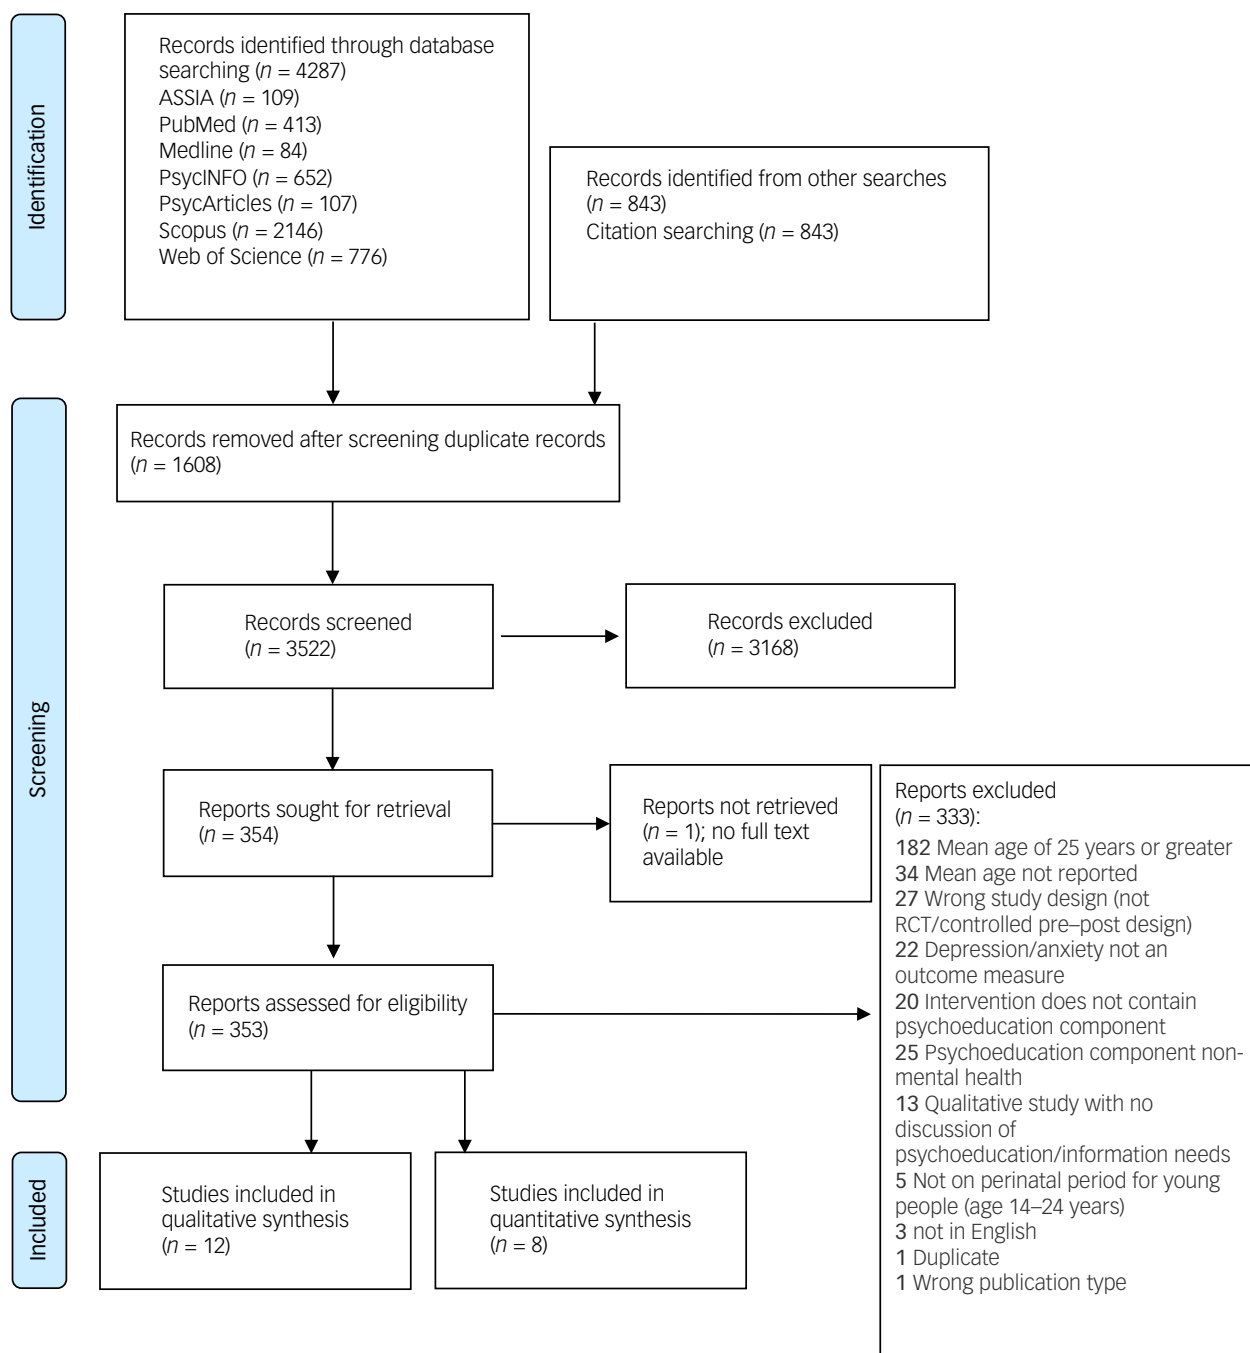 Identification
Records identified through database
searching (n = 4287)
ASSIA (n = 109)
PubMed (n = 413)
Medline (n = 84)
PsycINFO (n = 652)
PsycArticles (n = 107)
Scopus (n = 2146)
Web of Science (n = 776)
Records identified from other searches
(n = 843)
Citation searching (n = 843)
Screening
Records removed after screening duplicate records
(n = 1608)
Records screened
(n = 3522)
Records excluded
(n = 3168)
Reports sought for retrieval
(n = 354)
Reports not retrieved
(n = 1); no full text
available
Reports assessed for eligibility
(n = 353)
Reports excluded
(n = 333):
182 Mean age of 25 years or greater
34 Mean age not reported
27 Wrong study design (not
RCT/controlled pre–post design)
22 Depression/anxiety not an
outcome measure
20 Intervention does not contain
psychoeducation component
25 Psychoeducation component non-
mental health
13 Qualitative study with no
discussion of
psychoeducation/information needs
5 Not on perinatal period for young
people (age 14–24 years)
3 not in English
1 Duplicate
1 Wrong publication type
Included
Studies included in
qualitative synthesis
(n = 12)
Studies included in
quantitative synthesis
(n = 8)